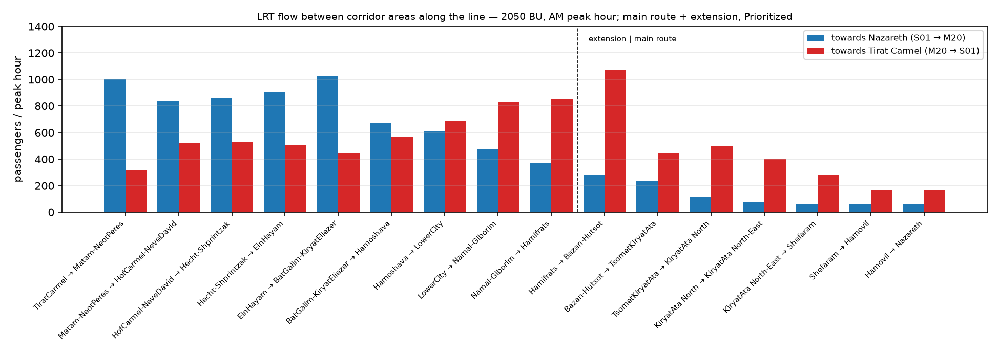 LRT flow between corridor areas along the line — 2050 BU, AM peak hour; main route + extension, Prioritized
passengers / peak hour
1400
1200
1000
800
600
400
200
0
extension | main route
towards Nazareth (S01 → M20)
towards Tirat Carmel (M20 → S01)
TiratCarmel → Matam-NeotPeres
Matam-NeotPeres → HofCarmel-NeveDavid
HofCarmel-NeveDavid → Hecht-Shprintzak
Hecht-Shprintzak → EinHayam
EinHayam → BatGalim-KiryatEliezer
BatGalim-KiryatEliezer → Hamoshava
Hamoshava → LowerCity
LowerCity → Namal-Giborim
Namal-Giborim → Hamifrats
Hamifrats → Bazan-Hutsot
Bazan-Hutsot → TsometKiryatAta
TsometKiryatAta → KiryatAta North
KiryatAta North → KiryatAta North-East
KiryatAta North-East → Shefaram
Shefaram → Hamovil
Hamovil → Nazareth